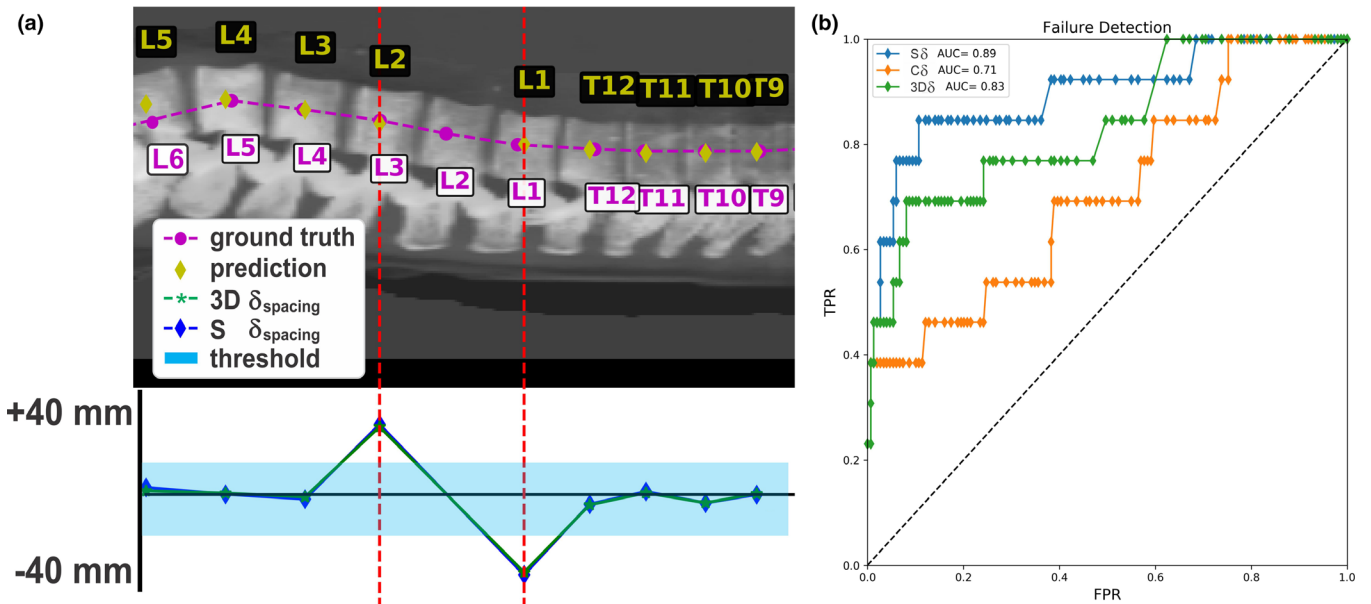 (a)
L5 L4 L3 L2 L1 T12 T11 T10 T9
L6 L5 L4 L3 L2 L1 T12 T11 T10 T9
ground truth
prediction
3D δspacing
S δspacing
threshold
+40 mm
-40 mm
(b)
Failure Detection
Sδ AUC= 0.89
Cδ AUC= 0.71
3Dδ AUC= 0.83
TPR
1.0
0.8
0.6
0.4
0.2
0.0
0.0 0.2 0.4 0.6 0.8 1.0
FPR